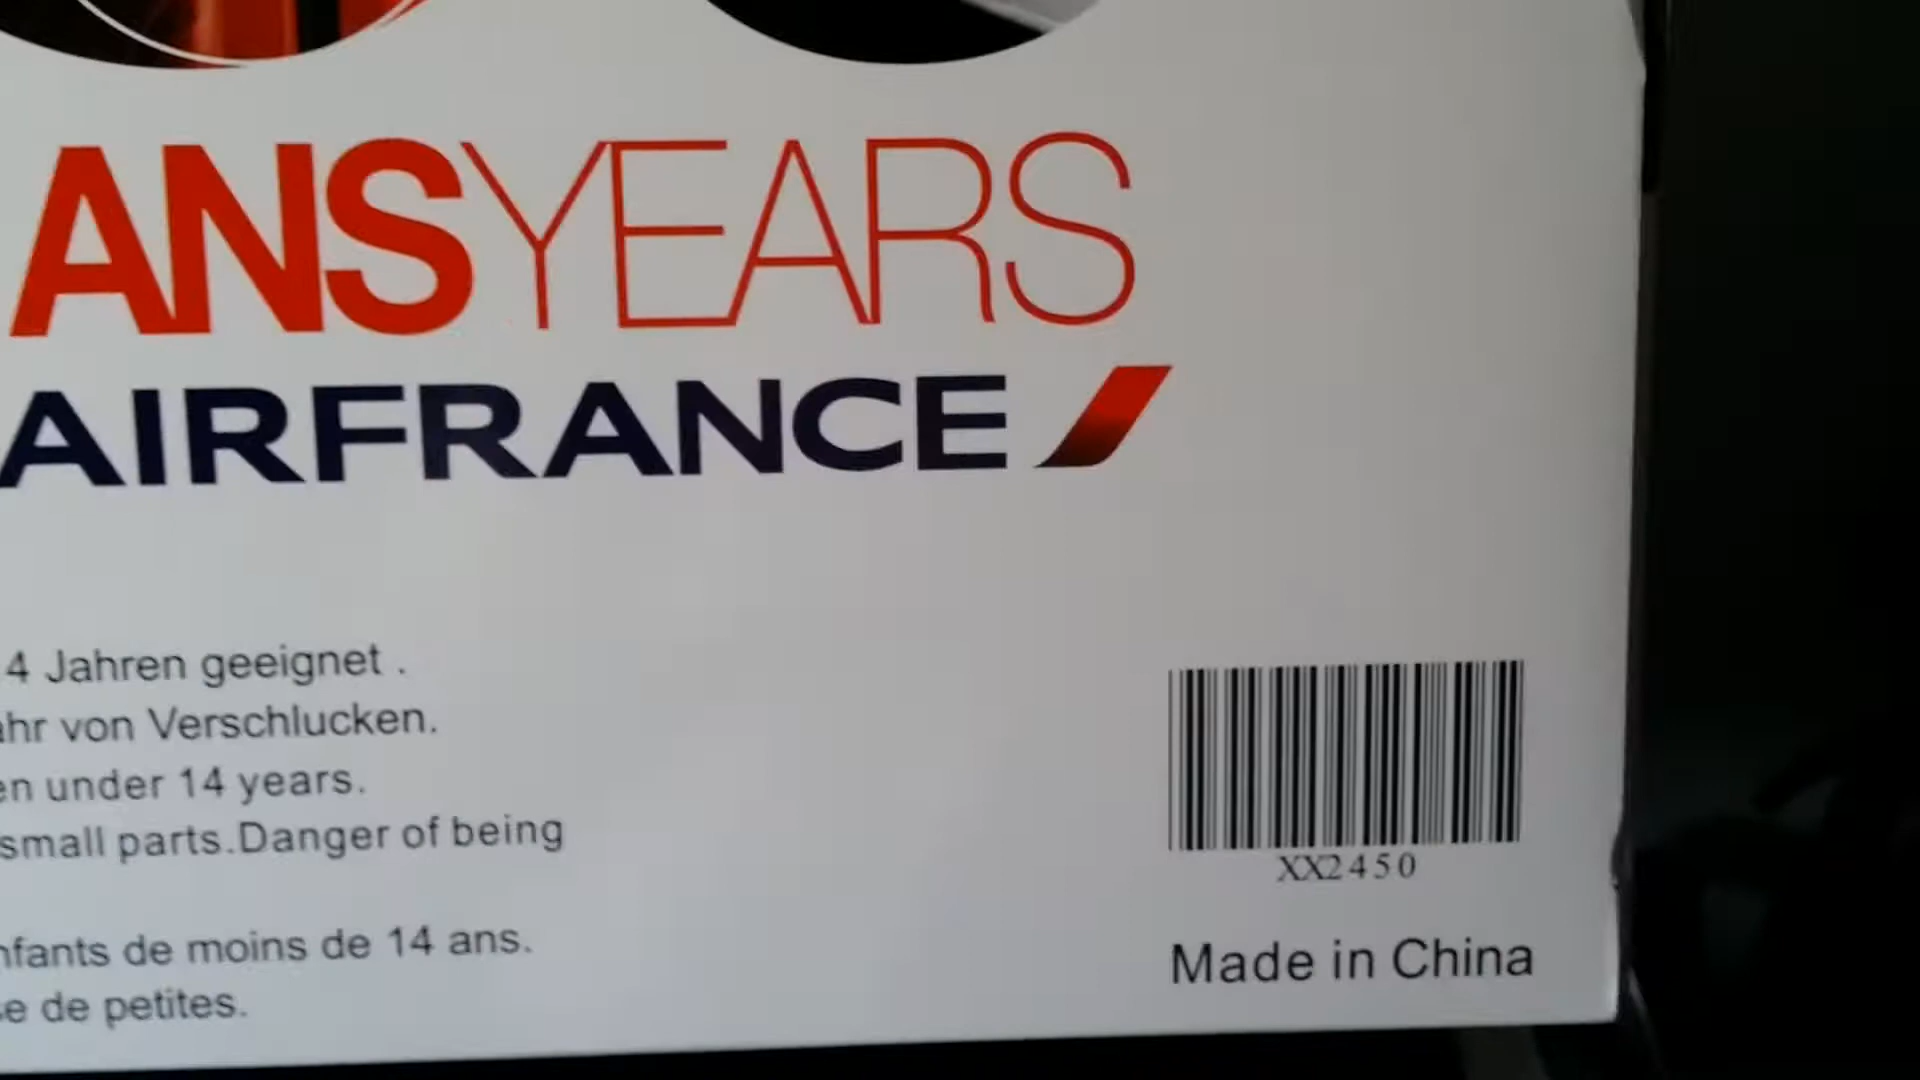 ANSYEARS
AIRFRANCE
4 Jahren geeignet .
hr von Verschlucken.
en under 14 years.
small parts.Danger of being
nfants de moins de 14 ans.
e de petites.
XX2450
Made in China